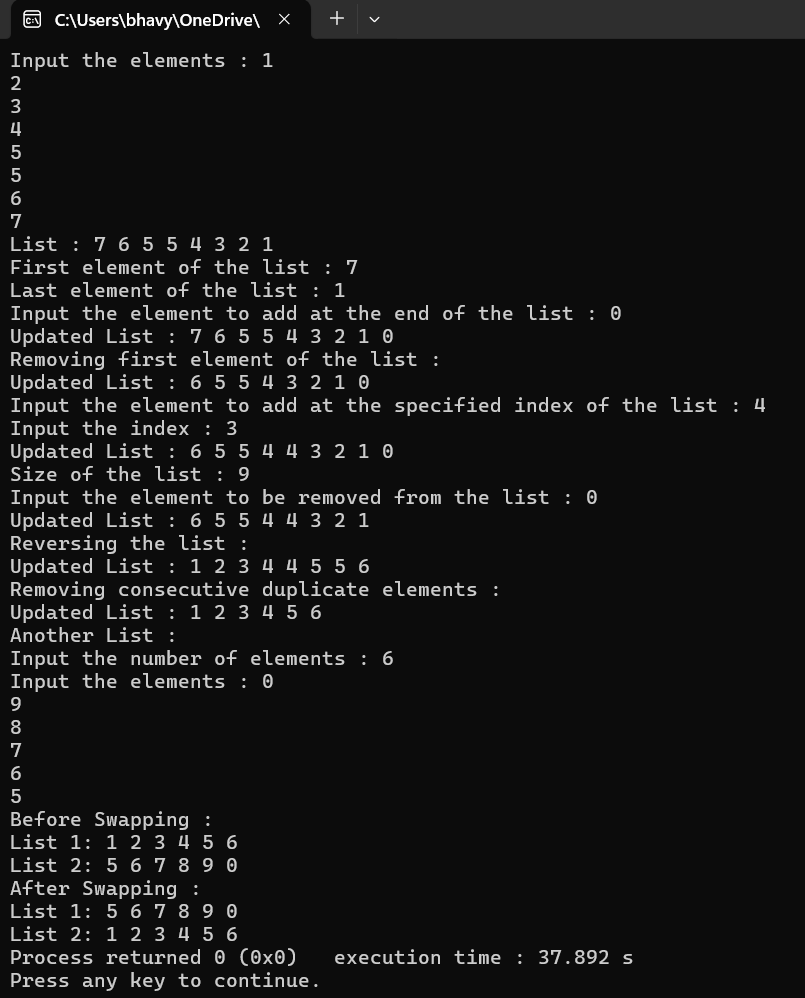 C:\Users\bhavy\OneDrive\
Input the elements : 1
2
3
4
5
5
6
7
List : 7 6 5 5 4 3 2 1
First element of the list : 7
Last element of the list : 1
Input the element to add at the end of the list : 0
Updated List : 7 6 5 5 4 3 2 1 0
Removing first element of the list :
Updated List : 6 5 5 4 3 2 1 0
Input the element to add at the specified index of the list : 4
Input the index : 3
Updated List : 6 5 5 4 4 3 2 1 0
Size of the list : 9
Input the element to be removed from the list : 0
Updated List : 6 5 5 4 4 3 2 1
Reversing the list :
Updated List : 1 2 3 4 4 5 5 6
Removing consecutive duplicate elements :
Updated List : 1 2 3 4 5 6
Another List :
Input the number of elements : 6
Input the elements : 0
9
8
7
6
5
Before Swapping :
List 1: 1 2 3 4 5 6
List 2: 5 6 7 8 9 0
After Swapping :
List 1: 5 6 7 8 9 0
List 2: 1 2 3 4 5 6
Process returned 0 (0x0)   execution time : 37.892 s
Press any key to continue.